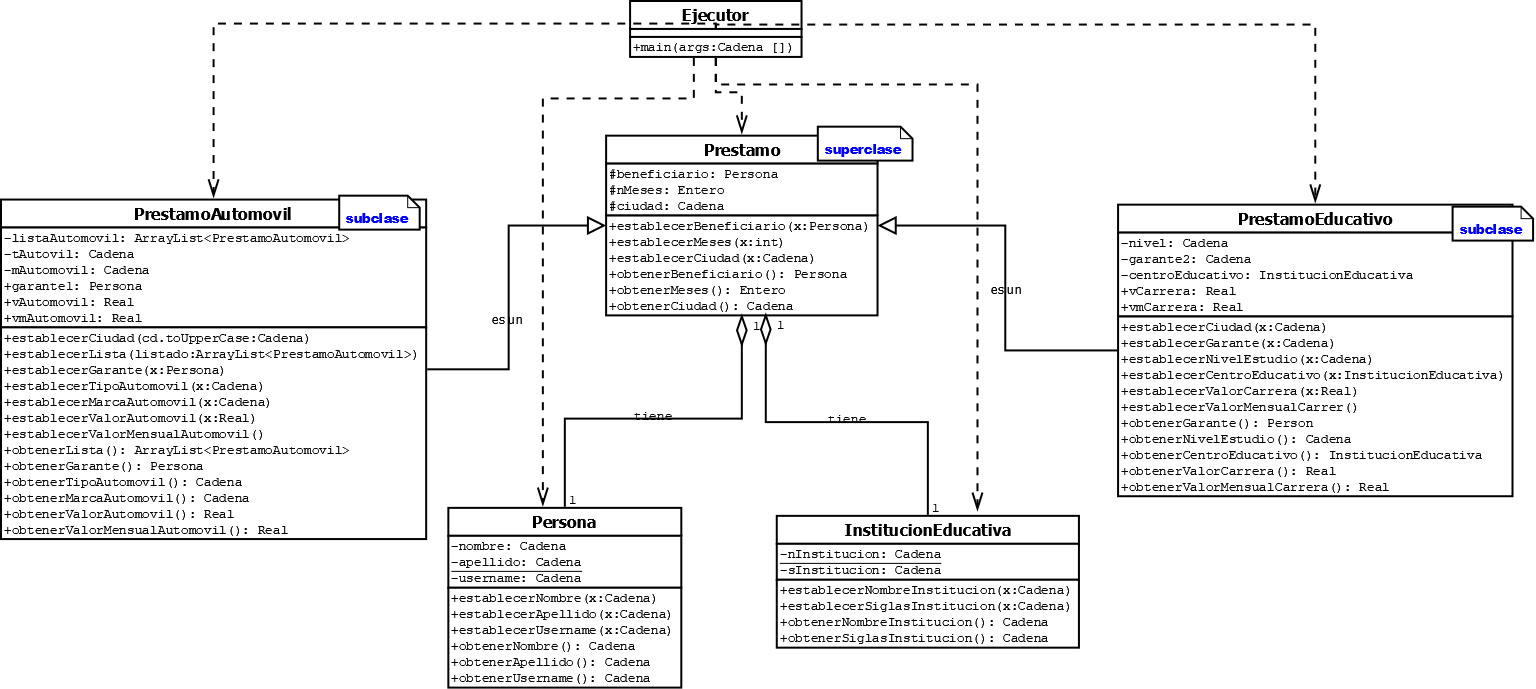 Ejecutor
+main(args:Cadena [])
Prestamo
superclase
#beneficiario: Persona
#nMeses: Entero
#ciudad: Cadena
+establecerBeneficiario(x:Persona)
+establecerMeses(x:int)
+establecerCiudad(x:Cadena)
+obtenerBeneficiario(): Persona
+obtenerMeses(): Entero
+obtenerCiudad(): Cadena
PrestamoAutomovil
subclase
-listaAutomovil: ArrayList<PrestamoAutomovil>
-tAutovil: Cadena
-mAutomovil: Cadena
+garante1: Persona
+vAutomovil: Real
+vmAutomovil: Real
+establecerCiudad(cd.toUpperCase:Cadena)
+establecerLista(listado:ArrayList<PrestamoAutomovil>)
+establecerGarante(x:Persona)
+establecerTipoAutomovil(x:Cadena)
+establecerMarcaAutomovil(x:Cadena)
+establecerValorAutomovil(x:Real)
+establecerValorMensualAutomovil()
+obtenerLista(): ArrayList<PrestamoAutomovil>
+obtenerGarante(): Persona
+obtenerTipoAutomovil(): Cadena
+obtenerMarcaAutomovil(): Cadena
+obtenerValorAutomovil(): Real
+obtenerValorMensualAutomovil(): Real
PrestamoEducativo
subclase
-nivel: Cadena
-garante2: Cadena
-centroEducativo: InstitucionEducativa
+vCarrera: Real
+vmCarrera: Real
+establecerCiudad(x:Cadena)
+establecerGarante(x:Cadena)
+establecerNivelEstudio(x:Cadena)
+establecerCentroEducativo(x:InstitucionEducativa)
+establecerValorCarrera(x:Real)
+establecerValorMensualCarrer()
+obtenerGarante(): Person
+obtenerNivelEstudio(): Cadena
+obtenerCentroEducativo(): InstitucionEducativa
+obtenerValorCarrera(): Real
+obtenerValorMensualCarrera(): Real
esun
esun
1
1
tiene
tiene
1
1
Persona
-nombre: Cadena
-apellido: Cadena
-username: Cadena
+establecerNombre(x:Cadena)
+establecerApellido(x:Cadena)
+establecerUsername(x:Cadena)
+obtenerNombre(): Cadena
+obtenerApellido(): Cadena
+obtenerUsername(): Cadena
InstitucionEducativa
-nInstitucion: Cadena
-sInstitucion: Cadena
+establecerNombreInstitucion(x:Cadena)
+establecerSiglasInstitucion(x:Cadena)
+obtenerNombreInstitucion(): Cadena
+obtenerSiglasInstitucion(): Cadena